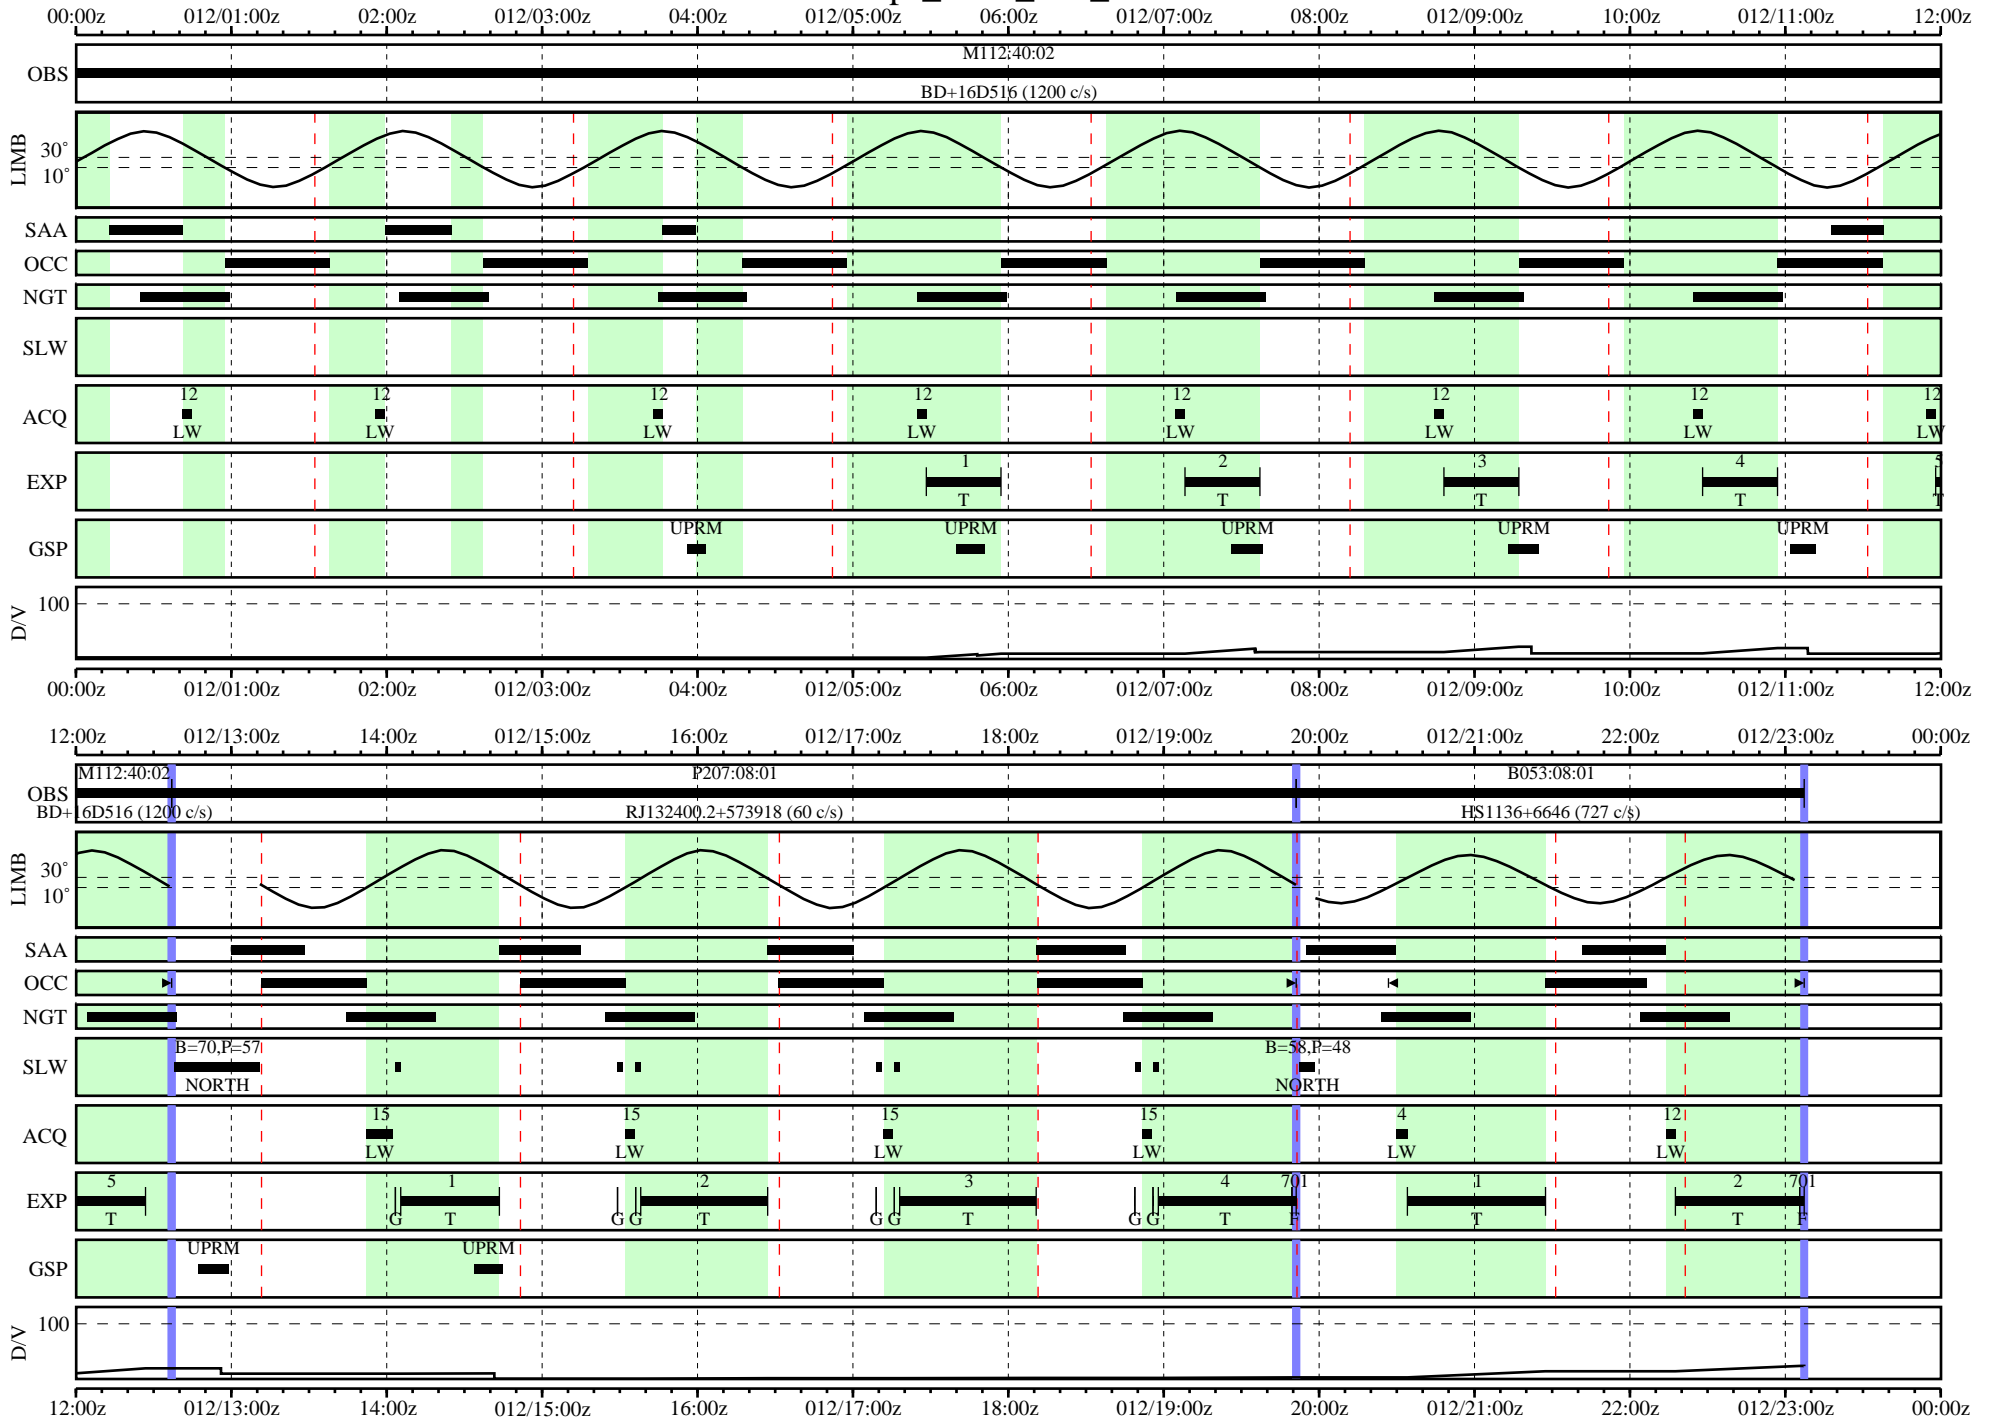 00:00z 012/01:00z 02:00z 012/03:00z 04:00z 012/05:00z 06:00z 012/07:00z 08:00z 012/09:00z 10:00z 012/11:00z 12:00z
M112:40:02
OBS
BD+16D516 (1200 c/s)
LIMB
30°
10°
SAA
OCC
NGT
SLW
12 12 12 12 12 12 12 12
ACQ
LW LW LW LW LW LW LW LW
1 2 3 4 5
EXP
T T T T T
UPRM UPRM UPRM UPRM UPRM
GSP
D/V
100
00:00z 012/01:00z 02:00z 012/03:00z 04:00z 012/05:00z 06:00z 012/07:00z 08:00z 012/09:00z 10:00z 012/11:00z 12:00z
12:00z 012/13:00z 14:00z 012/15:00z 16:00z 012/17:00z 18:00z 012/19:00z 20:00z 012/21:00z 22:00z 012/23:00z 00:00z
M112:40:02 P207:08:01 B053:08:01
OBS
BD+16D516 (1200 c/s) RJ132400.2+573918 (60 c/s) HS1136+6646 (727 c/s)
LIMB
30°
10°
SAA
OCC
NGT
B=70,P=57 B=58,P=48
SLW
NORTH NORTH
15 15 15 15 4 12
ACQ
LW LW LW LW LW LW
5 1 2 3 4 701 1 2 701
EXP
T G T G G T G G T G G T F T T F
UPRM UPRM
GSP
D/V
100
12:00z 012/13:00z 14:00z 012/15:00z 16:00z 012/17:00z 18:00z 012/19:00z 20:00z 012/21:00z 22:00z 012/23:00z 00:00z